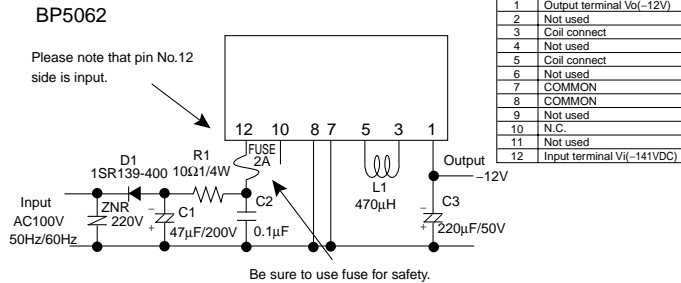 BP5062
Please note that pin No.12
side is input.
12 10 8 7 5 3 1
FUSE
2A
D1
1SR139-400
R1
10Ω1/4W
L1
470µH
Output
−12V
Input
AC100V
50Hz/60Hz
ZNR
220V
− C1
+
47µF/200V
C2
0.1µF
− C3
+
220µF/50V
Be sure to use fuse for safety.
1 Output terminal Vo(−12V)
2 Not used
3 Coil connect
4 Not used
5 Coil connect
6 Not used
7 COMMON
8 COMMON
9 Not used
10 N.C.
11 Not used
12 Input terminal Vi(−141VDC)